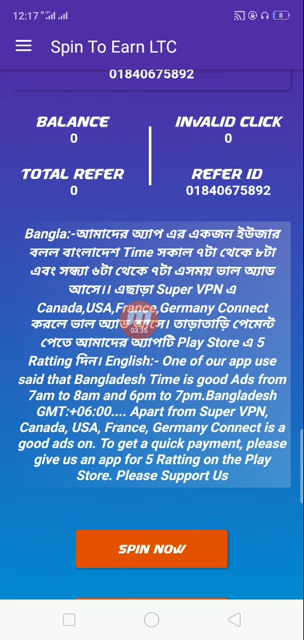 12:17
8
Spin To Earn LTC
01840675892
BALANCE
0
INVALID CLICK
0
TOTAL REFER
0
REFER ID
01840675892
Bangla:-আমাদের অ্যাপ এর একজন ইউজার
বলল বাংলাদেশ Time সকাল ৭টা থেকে ৮টা
এবং সন্ধ্যা ৬টা থেকে ৭টা এসময় ভাল অ্যাড
আসে।। এছাড়া Super VPN এ
Canada,USA,France,Germany Connect
করলে ভাল অ্যাড আসে। তাড়াতাড়ি পেমেন্ট
পেতে আমাদের অ্যাপটি Play Store এ 5
Ratting দিন। English:- One of our app use
said that Bangladesh Time is good Ads from
7am to 8am and 6pm to 7pm.Bangladesh
GMT:+06:00.... Apart from Super VPN,
Canada, USA, France, Germany Connect is a
good ads on. To get a quick payment, please
give us an app for 5 Ratting on the Play
Store. Please Support Us
03:35
SPIN NOW